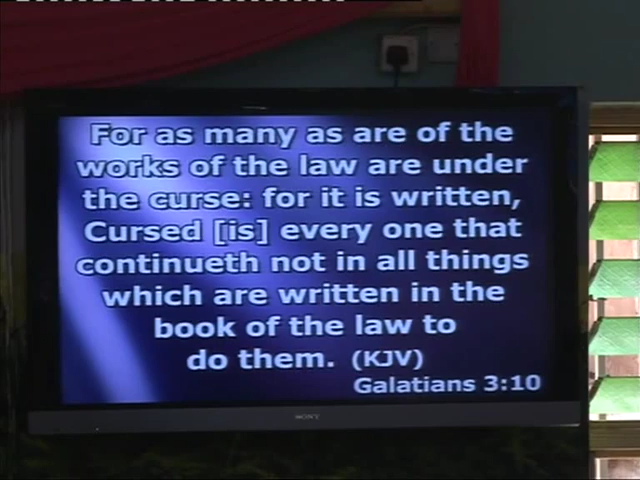 For as many as are of the
works of the law are under
the curse: for it is written,
Cursed [is] every one that
continueth not in all things
which are written in the
book of the law to
do them. (KJV)
Galatians 3:10
SONY